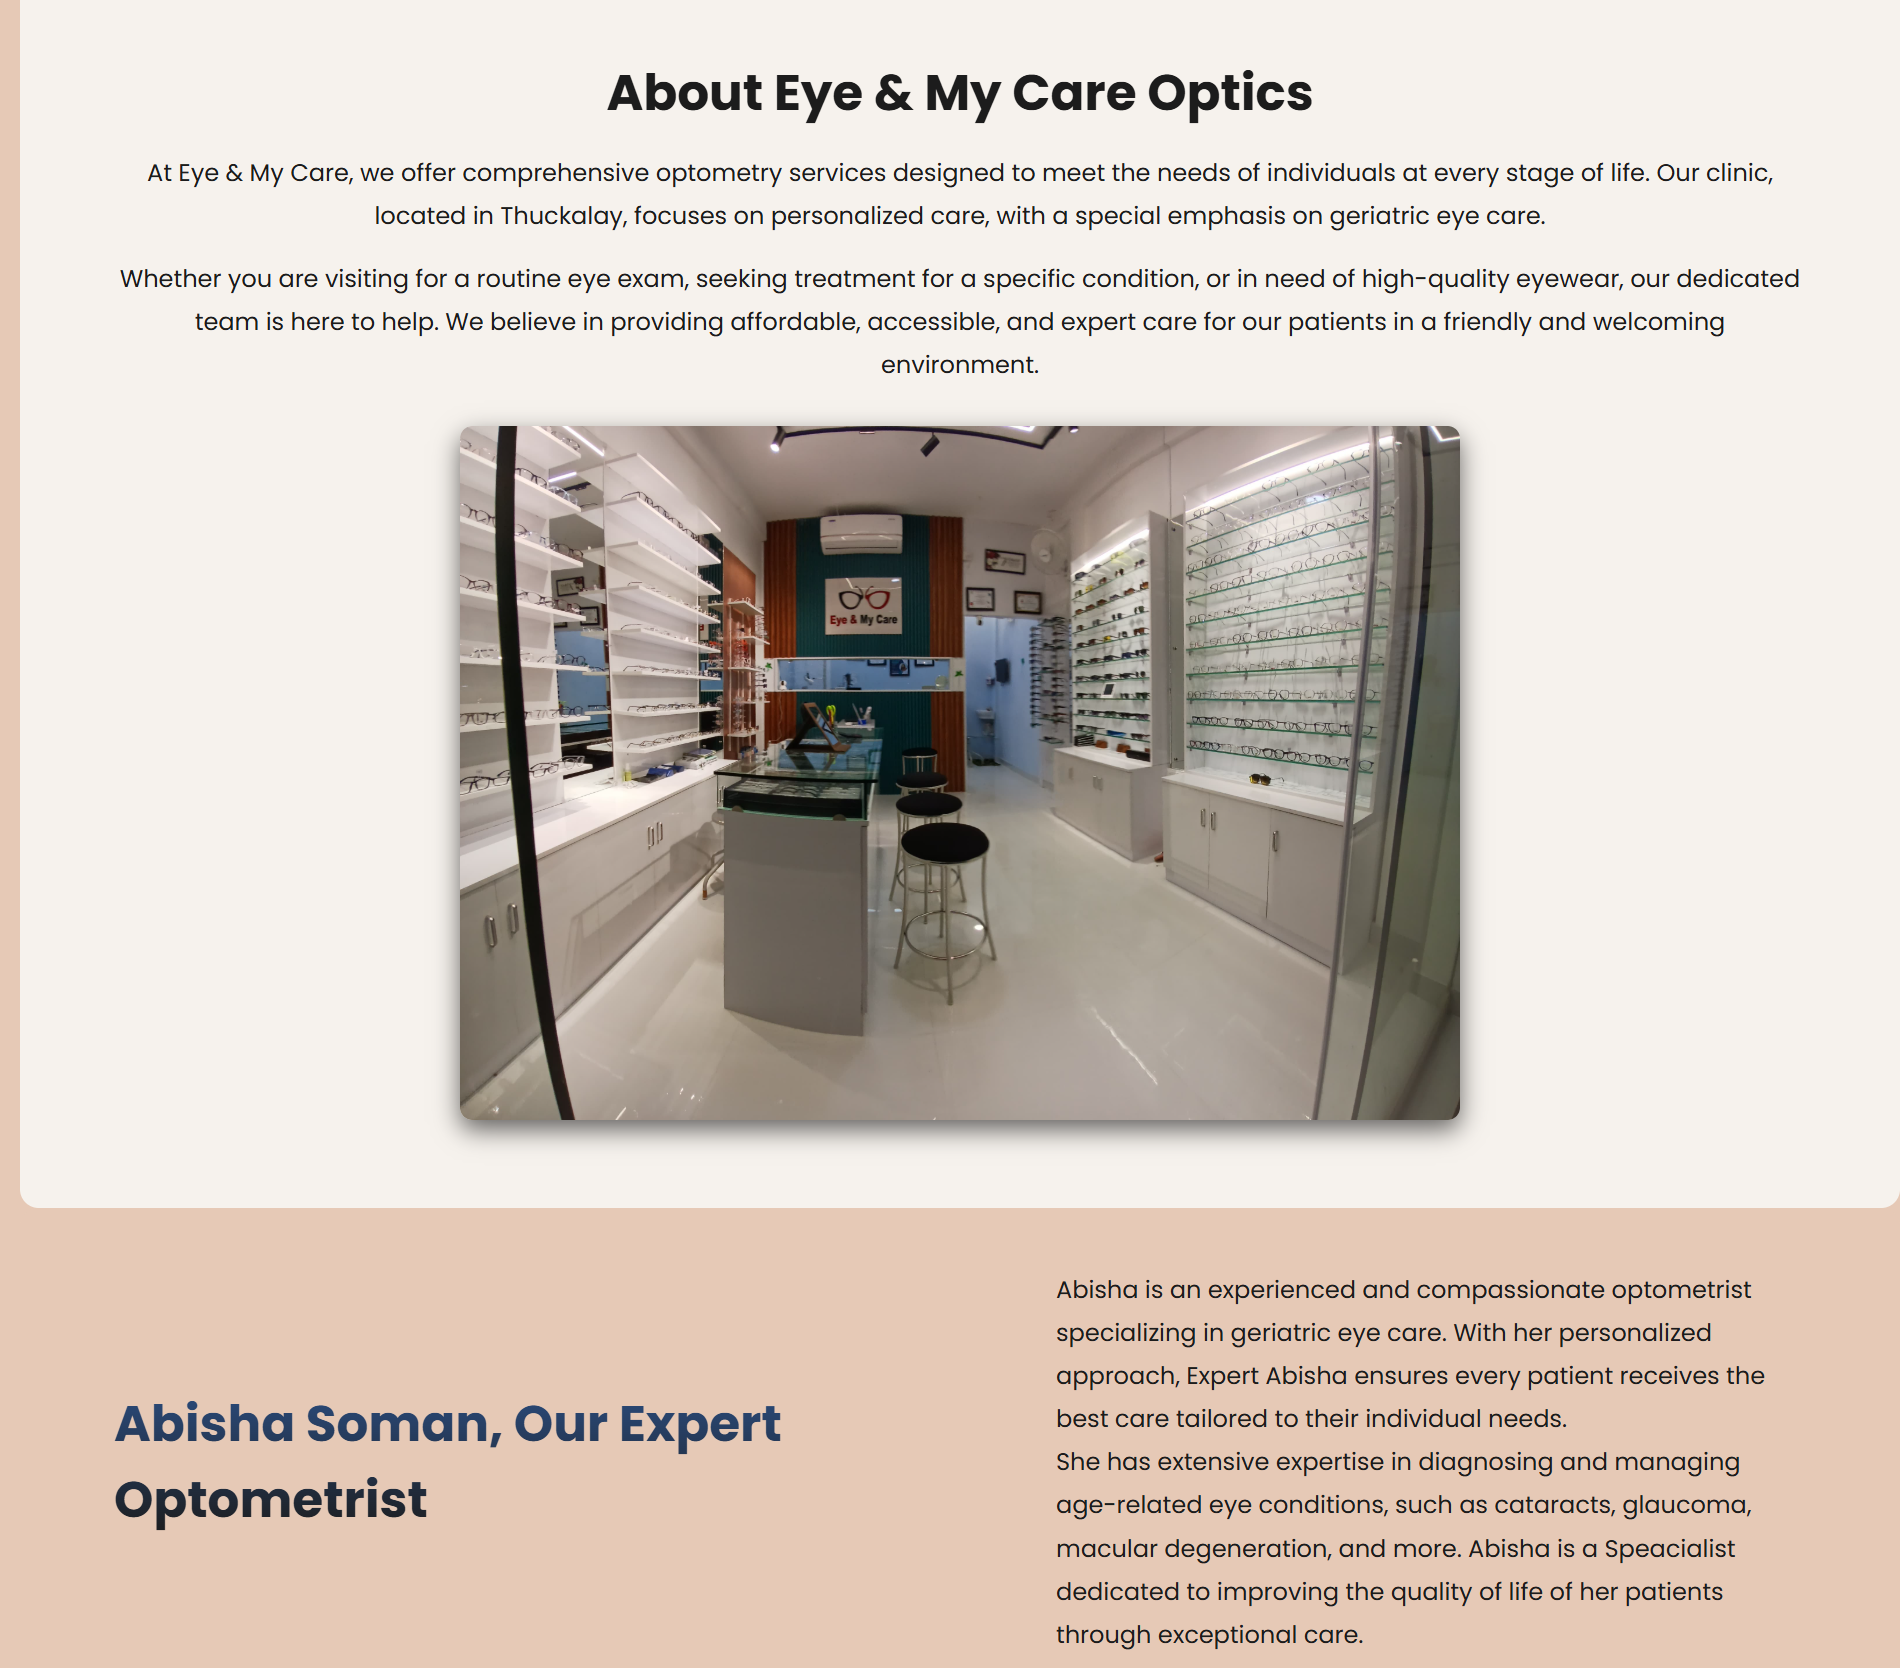 About Eye & My Care Optics
At Eye & My Care, we offer comprehensive optometry services designed to meet the needs of individuals at every stage of life. Our clinic,
located in Thuckalay, focuses on personalized care, with a special emphasis on geriatric eye care.
Whether you are visiting for a routine eye exam, seeking treatment for a specific condition, or in need of high-quality eyewear, our dedicated
team is here to help. We believe in providing affordable, accessible, and expert care for our patients in a friendly and welcoming
environment.
Eye & My Care
Abisha Soman, Our Expert
Optometrist
Abisha is an experienced and compassionate optometrist
specializing in geriatric eye care. With her personalized
approach, Expert Abisha ensures every patient receives the
best care tailored to their individual needs.
She has extensive expertise in diagnosing and managing
age-related eye conditions, such as cataracts, glaucoma,
macular degeneration, and more. Abisha is a Speacialist
dedicated to improving the quality of life of her patients
through exceptional care.